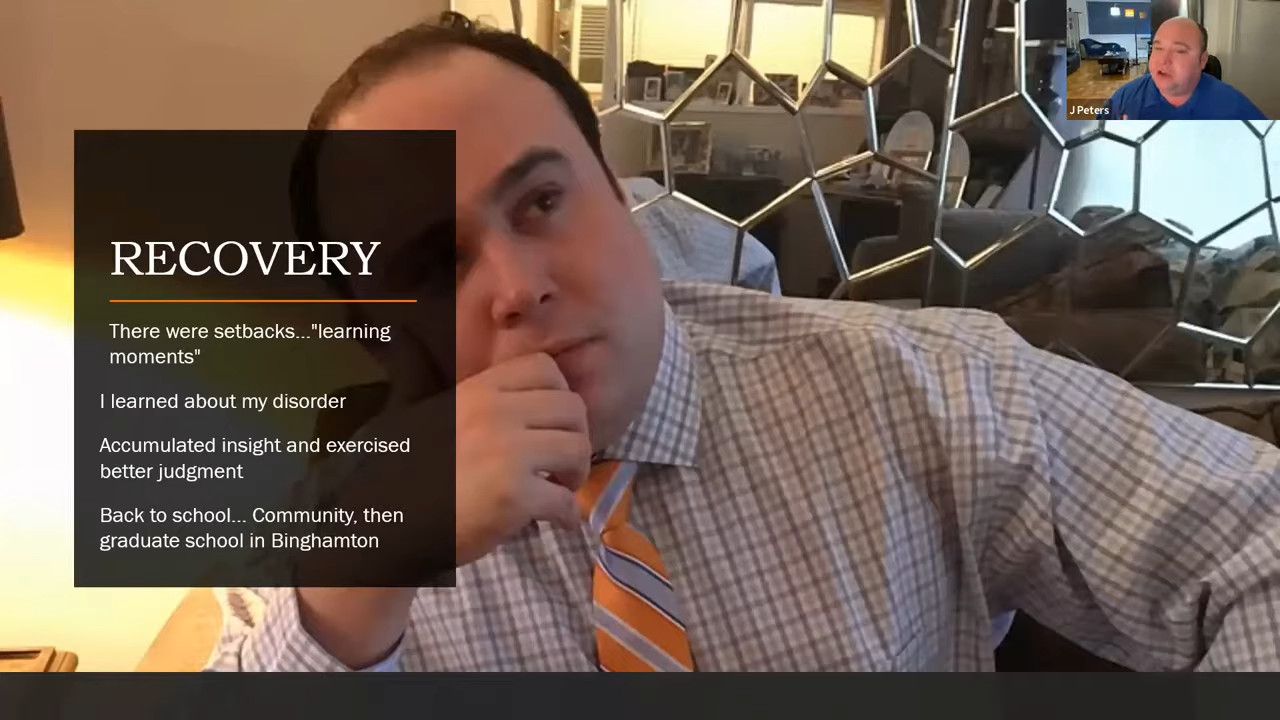 J Peters
RECOVERY
There were setbacks..."learning
moments"
I learned about my disorder
Accumulated insight and exercised
better judgment
Back to school... Community, then
graduate school in Binghamton